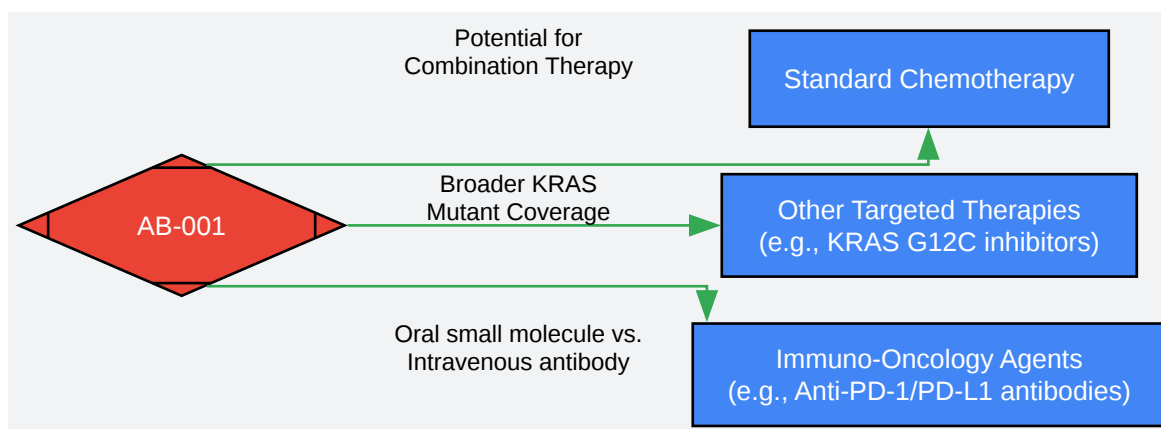 Potential for
Combination Therapy
Standard Chemotherapy
AB-001
Broader KRAS
Mutant Coverage
Other Targeted Therapies
(e.g., KRAS G12C inhibitors)
Oral small molecule vs.
Intravenous antibody
Immuno-Oncology Agents
(e.g., Anti-PD-1/PD-L1 antibodies)